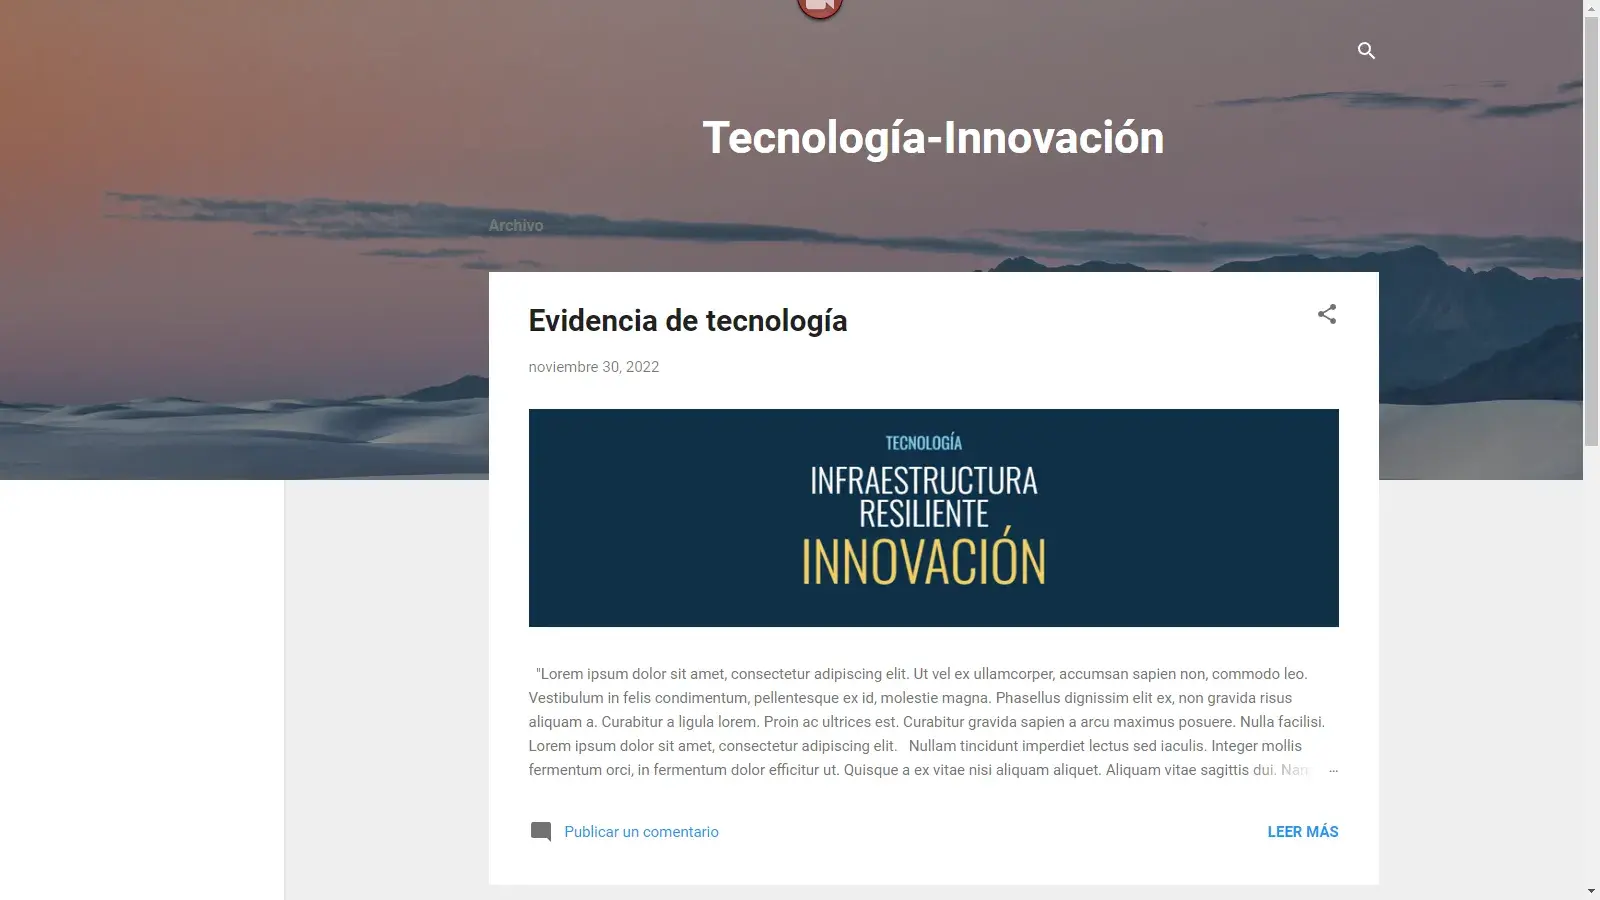 Tecnología-Innovación
Archivo
Evidencia de tecnología
noviembre 30, 2022
TECNOLOGÍA
INFRAESTRUCTURA
RESILIENTE
INNOVACIÓN
"Lorem ipsum dolor sit amet, consectetur adipiscing elit. Ut vel ex ullamcorper, accumsan sapien non, commodo leo.
Vestibulum in felis condimentum, pellentesque ex id, molestie magna. Phasellus dignissim elit ex, non gravida risus
aliquam a. Curabitur a ligula lorem. Proin ac ultrices est. Curabitur gravida sapien a arcu maximus posuere. Nulla facilisi.
Lorem ipsum dolor sit amet, consectetur adipiscing elit.   Nullam tincidunt imperdiet lectus sed iaculis. Integer mollis
fermentum orci, in fermentum dolor efficitur ut. Quisque a ex vitae nisi aliquam aliquet. Aliquam vitae sagittis dui. Nam ...
Publicar un comentario
LEER MÁS